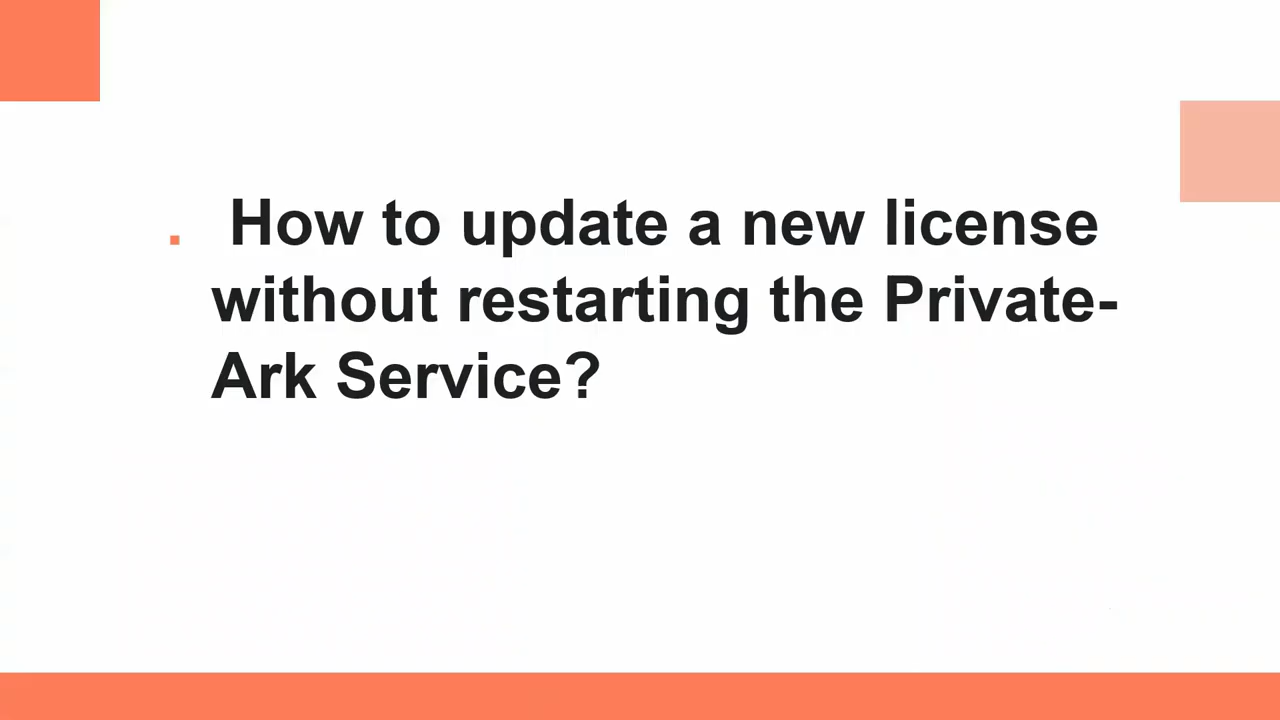 . How to update a new license
without restarting the Private-
Ark Service?